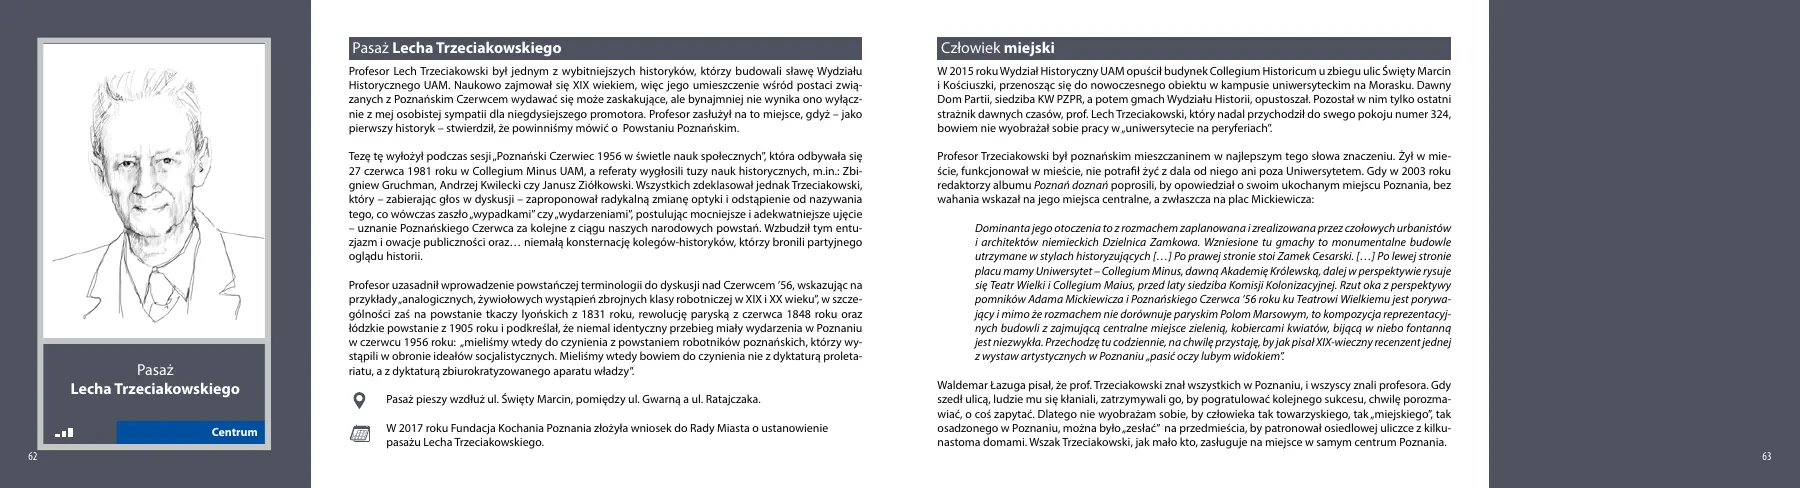 Pasaż
Lecha Trzeciakowskiego
Centrum
62
Pasaż Lecha Trzeciakowskiego
Profesor Lech Trzeciakowski był jednym z wybitniejszych historyków, którzy budowali sławę Wydziału
Historycznego UAM. Naukowo zajmował się XIX wiekiem, więc jego umieszczenie wśród postaci zwią-
zanych z Poznańskim Czerwcem wydawać się może zaskakujące, ale bynajmniej nie wynika ono wyłącz-
nie z mej osobistej sympatii dla niegdysiejszego promotora. Profesor zasłużył na to miejsce, gdyż – jako
pierwszy historyk – stwierdził, że powinniśmy mówić o Powstaniu Poznańskim.
Tezę tę wyłożył podczas sesji „Poznański Czerwiec 1956 w świetle nauk społecznych”, która odbywała się
27 czerwca 1981 roku w Collegium Minus UAM, a referaty wygłosili tuzy nauk historycznych, m.in.: Zbi-
gniew Gruchman, Andrzej Kwilecki czy Janusz Ziółkowski. Wszystkich zdeklasował jednak Trzeciakowski,
który – zabierając głos w dyskusji – zaproponował radykalną zmianę optyki i odstąpienie od nazywania
tego, co wówczas zaszło „wypadkami” czy „wydarzeniami”, postulując mocniejsze i adekwatniejsze ujęcie
– uznanie Poznańskiego Czerwca za kolejne z ciągu naszych narodowych powstań. Wzbudził tym entu-
zjazm i owacje publiczności oraz… niemałą konsternację kolegów-historyków, którzy bronili partyjnego
oglądu historii.
Profesor uzasadnił wprowadzenie powstańczej terminologii do dyskusji nad Czerwcem ’56, wskazując na
przykłady „analogicznych, żywiołowych wystąpień zbrojnych klasy robotniczej w XIX i XX wieku”, w szcze-
gólności zaś na powstanie tkaczy lyońskich z 1831 roku, rewolucję paryską z czerwca 1848 roku oraz
łódzkie powstanie z 1905 roku i podkreślał, że niemal identyczny przebieg miały wydarzenia w Poznaniu
w czerwcu 1956 roku: „mieliśmy wtedy do czynienia z powstaniem robotników poznańskich, którzy wy-
stąpili w obronie ideałów socjalistycznych. Mieliśmy wtedy bowiem do czynienia nie z dyktaturą proleta-
riatu, a z dyktaturą zbiurokratyzowanego aparatu władzy”.
Pasaż pieszy wzdłuż ul. Święty Marcin, pomiędzy ul. Gwarną a ul. Ratajczaka.
W 2017 roku Fundacja Kochania Poznania złożyła wniosek do Rady Miasta o ustanowienie
pasażu Lecha Trzeciakowskiego.
Człowiek miejski
W 2015 roku Wydział Historyczny UAM opuścił budynek Collegium Historicum u zbiegu ulic Święty Marcin
i Kościuszki, przenosząc się do nowoczesnego obiektu w kampusie uniwersyteckim na Morasku. Dawny
Dom Partii, siedziba KW PZPR, a potem gmach Wydziału Historii, opustoszał. Pozostał w nim tylko ostatni
strażnik dawnych czasów, prof. Lech Trzeciakowski, który nadal przychodził do swego pokoju numer 324,
bowiem nie wyobrażał sobie pracy w „uniwersytecie na peryferiach”.
Profesor Trzeciakowski był poznańskim mieszczaninem w najlepszym tego słowa znaczeniu. Żył w mie-
ście, funkcjonował w mieście, nie potrafił żyć z dala od niego ani poza Uniwersytetem. Gdy w 2003 roku
redaktorzy albumu Poznań doznań poprosili, by opowiedział o swoim ukochanym miejscu Poznania, bez
wahania wskazał na jego miejsca centralne, a zwłaszcza na plac Mickiewicza:
Dominanta jego otoczenia to z rozmachem zaplanowana i zrealizowana przez czołowych urbanistów
i architektów niemieckich Dzielnica Zamkowa. Wzniesione tu gmachy to monumentalne budowle
utrzymane w stylach historyzujących […] Po prawej stronie stoi Zamek Cesarski. […] Po lewej stronie
placu mamy Uniwersytet – Collegium Minus, dawną Akademię Królewską, dalej w perspektywie rysuje
się Teatr Wielki i Collegium Maius, przed laty siedziba Komisji Kolonizacyjnej. Rzut oka z perspektywy
pomników Adama Mickiewicza i Poznańskiego Czerwca ’56 roku ku Teatrowi Wielkiemu jest porywa-
jący i mimo że rozmachem nie dorównuje paryskim Polom Marsowym, to kompozycja reprezentacyj-
nych budowli z zajmującą centralne miejsce zielenią, kobiercami kwiatów, bijącą w niebo fontanną
jest niezwykła. Przechodzę tu codziennie, na chwilę przystaję, by jak pisał XIX-wieczny recenzent jednej
z wystaw artystycznych w Poznaniu „pasić oczy lubym widokiem”.
Waldemar Łazuga pisał, że prof. Trzeciakowski znał wszystkich w Poznaniu, i wszyscy znali profesora. Gdy
szedł ulicą, ludzie mu się kłaniali, zatrzymywali go, by pogratulować kolejnego sukcesu, chwilę porozma-
wiać, o coś zapytać. Dlatego nie wyobrażam sobie, by człowieka tak towarzyskiego, tak „miejskiego”, tak
osadzonego w Poznaniu, można było „zesłać” na przedmieścia, by patronował osiedlowej uliczce z kilku-
nastoma domami. Wszak Trzeciakowski, jak mało kto, zasługuje na miejsce w samym centrum Poznania.
63